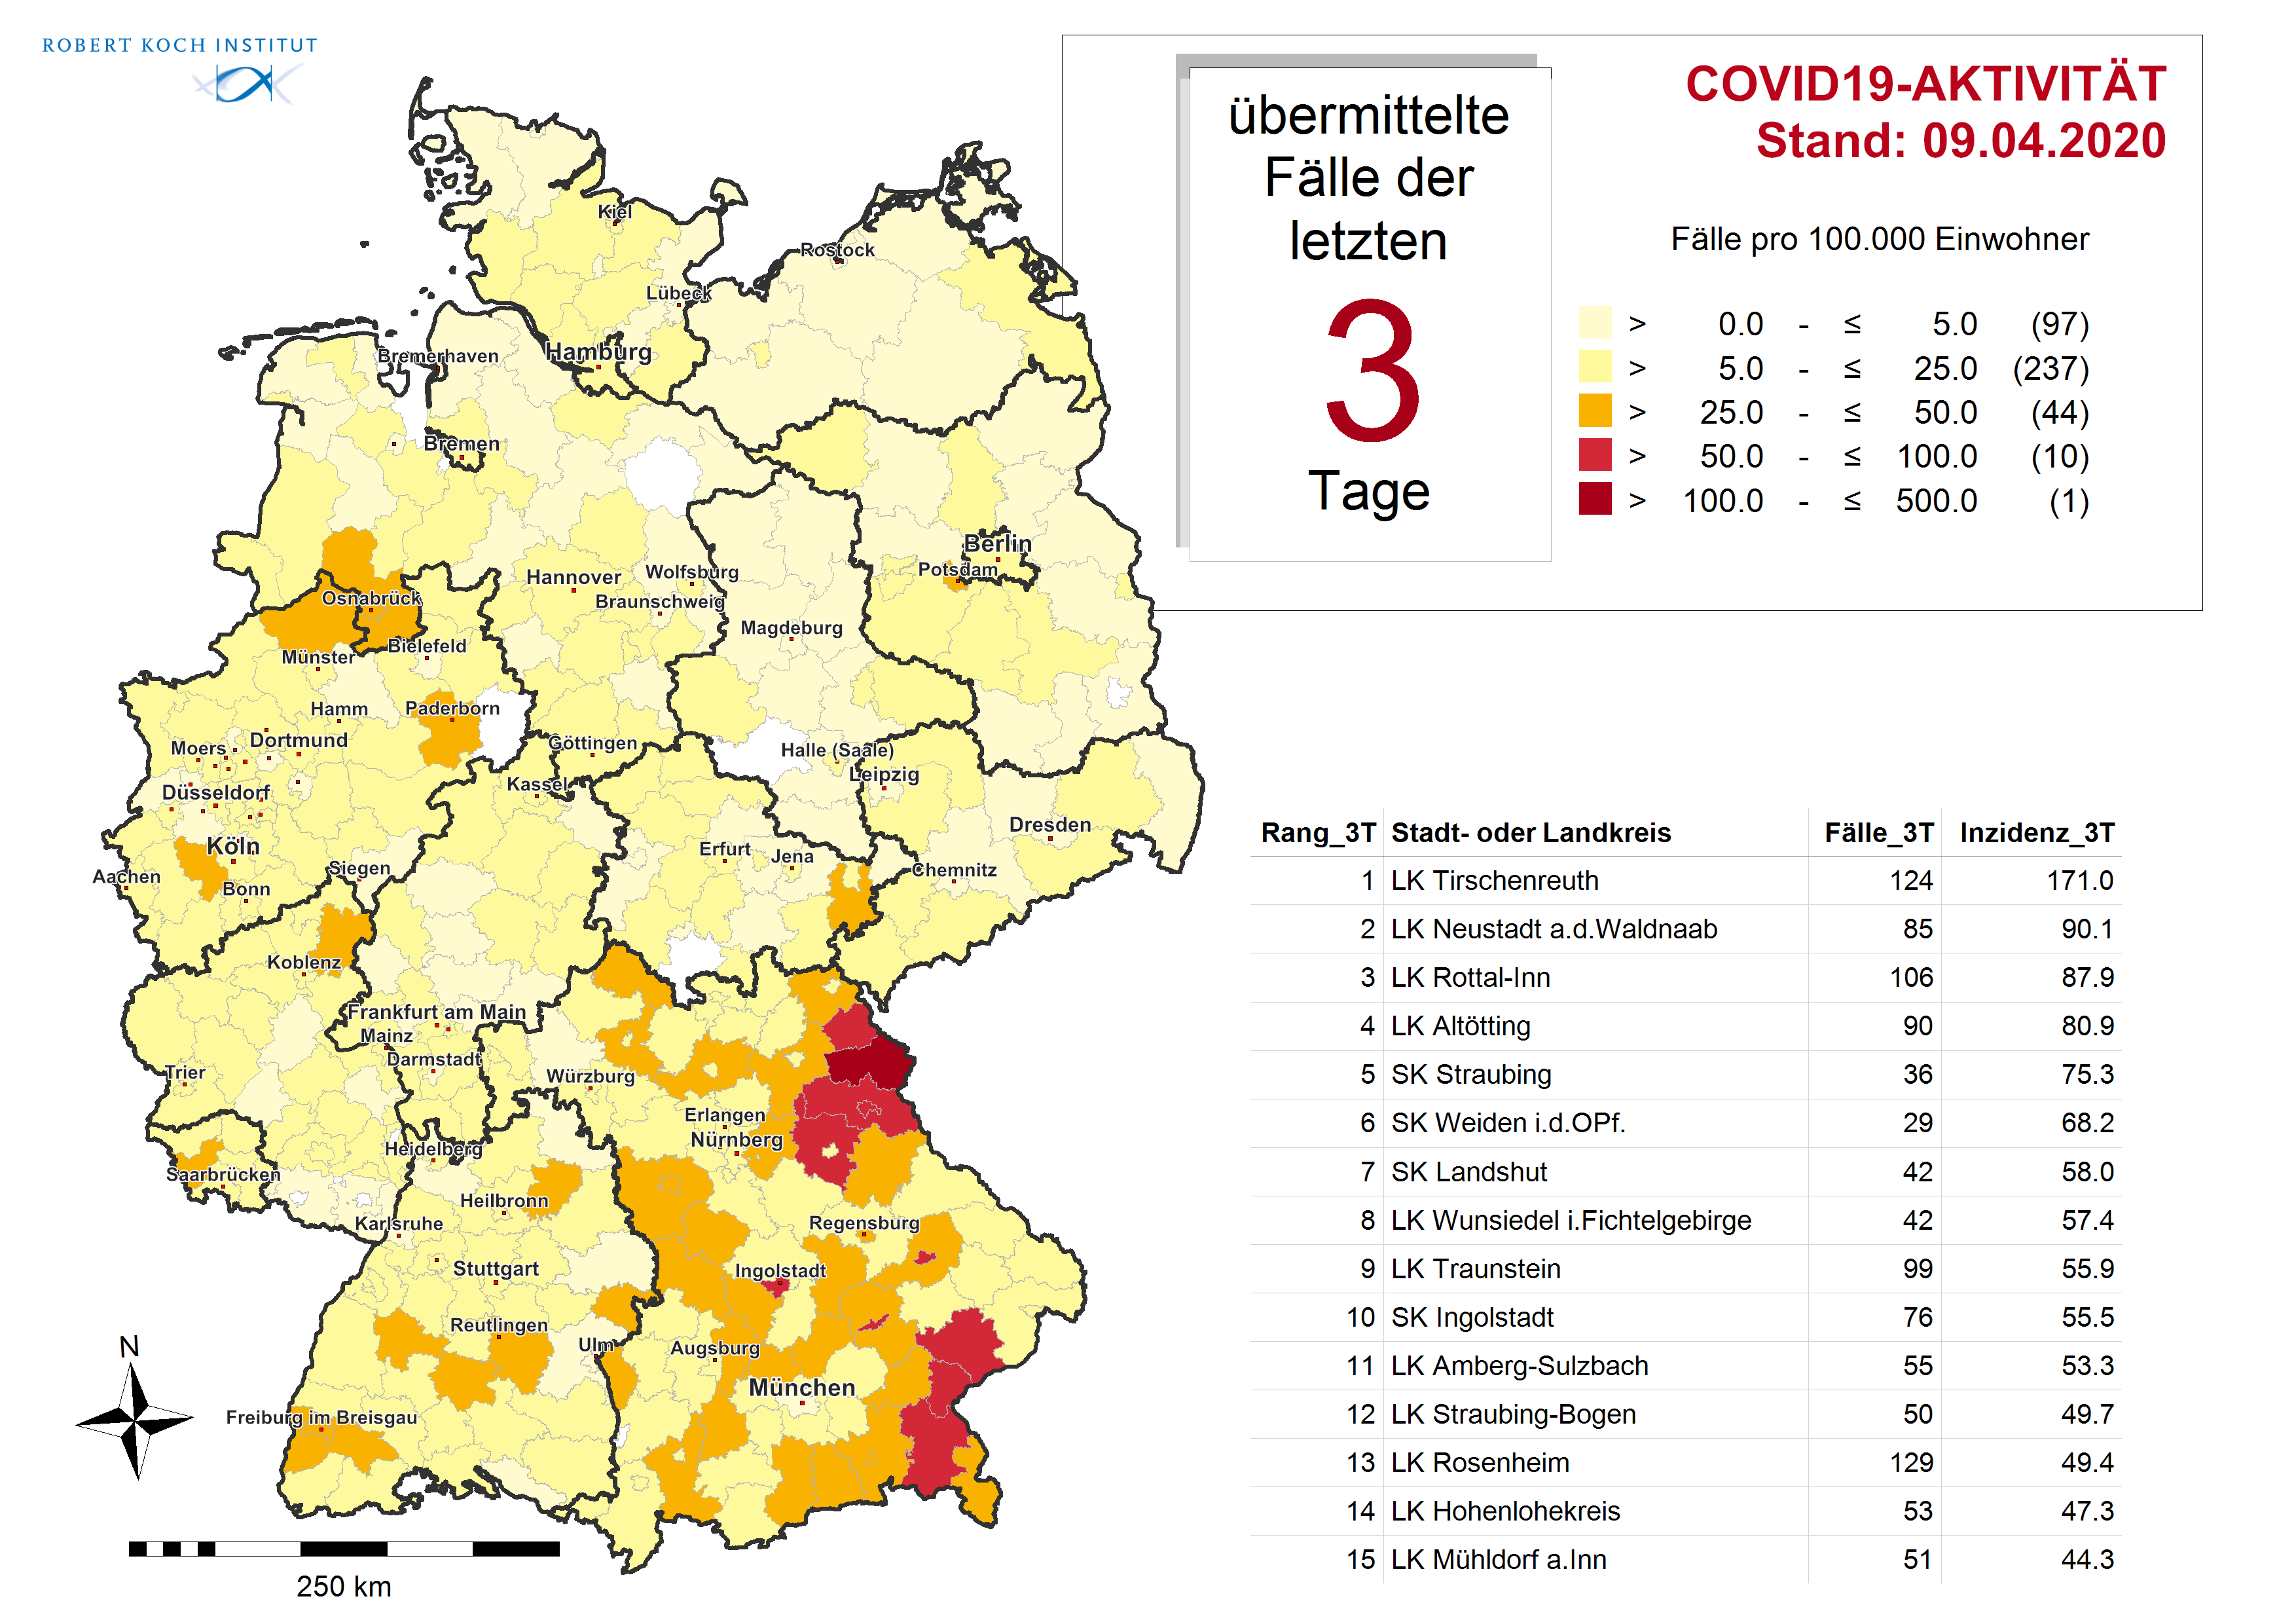 ROBERT KOCH INSTITUT
übermittelte
Fälle der
letzten
3
Tage
COVID19-AKTIVITÄT
Stand: 09.04.2020
Fälle pro 100.000 Einwohner
> 0.0 - ≤ 5.0 (97)
> 5.0 - ≤ 25.0 (237)
> 25.0 - ≤ 50.0 (44)
> 50.0 - ≤ 100.0 (10)
> 100.0 - ≤ 500.0 (1)
Kiel
Rostock
Lübeck
Hamburg
Bremerhaven
Bremen
Berlin
Potsdam
Hannover
Wolfsburg
Braunschweig
Osnabrück
Magdeburg
Bielefeld
Münster
Hamm
Paderborn
Moers
Dortmund
Göttingen
Halle (Saale)
Leipzig
Kassel
Düsseldorf
Dresden
Köln
Erfurt
Jena
Siegen
Chemnitz
Aachen
Bonn
Koblenz
Frankfurt am Main
Mainz
Darmstadt
Trier
Würzburg
Erlangen
Nürnberg
Heidelberg
Saarbrücken
Heilbronn
Karlsruhe
Regensburg
Stuttgart
Ingolstadt
Reutlingen
Ulm
Augsburg
München
Freiburg im Breisgau
N
250 km
Rang_3T Stadt- oder Landkreis Fälle_3T Inzidenz_3T
1 LK Tirschenreuth 124 171.0
2 LK Neustadt a.d.Waldnaab 85 90.1
3 LK Rottal-Inn 106 87.9
4 LK Altötting 90 80.9
5 SK Straubing 36 75.3
6 SK Weiden i.d.OPf. 29 68.2
7 SK Landshut 42 58.0
8 LK Wunsiedel i.Fichtelgebirge 42 57.4
9 LK Traunstein 99 55.9
10 SK Ingolstadt 76 55.5
11 LK Amberg-Sulzbach 55 53.3
12 LK Straubing-Bogen 50 49.7
13 LK Rosenheim 129 49.4
14 LK Hohenlohekreis 53 47.3
15 LK Mühldorf a.Inn 51 44.3